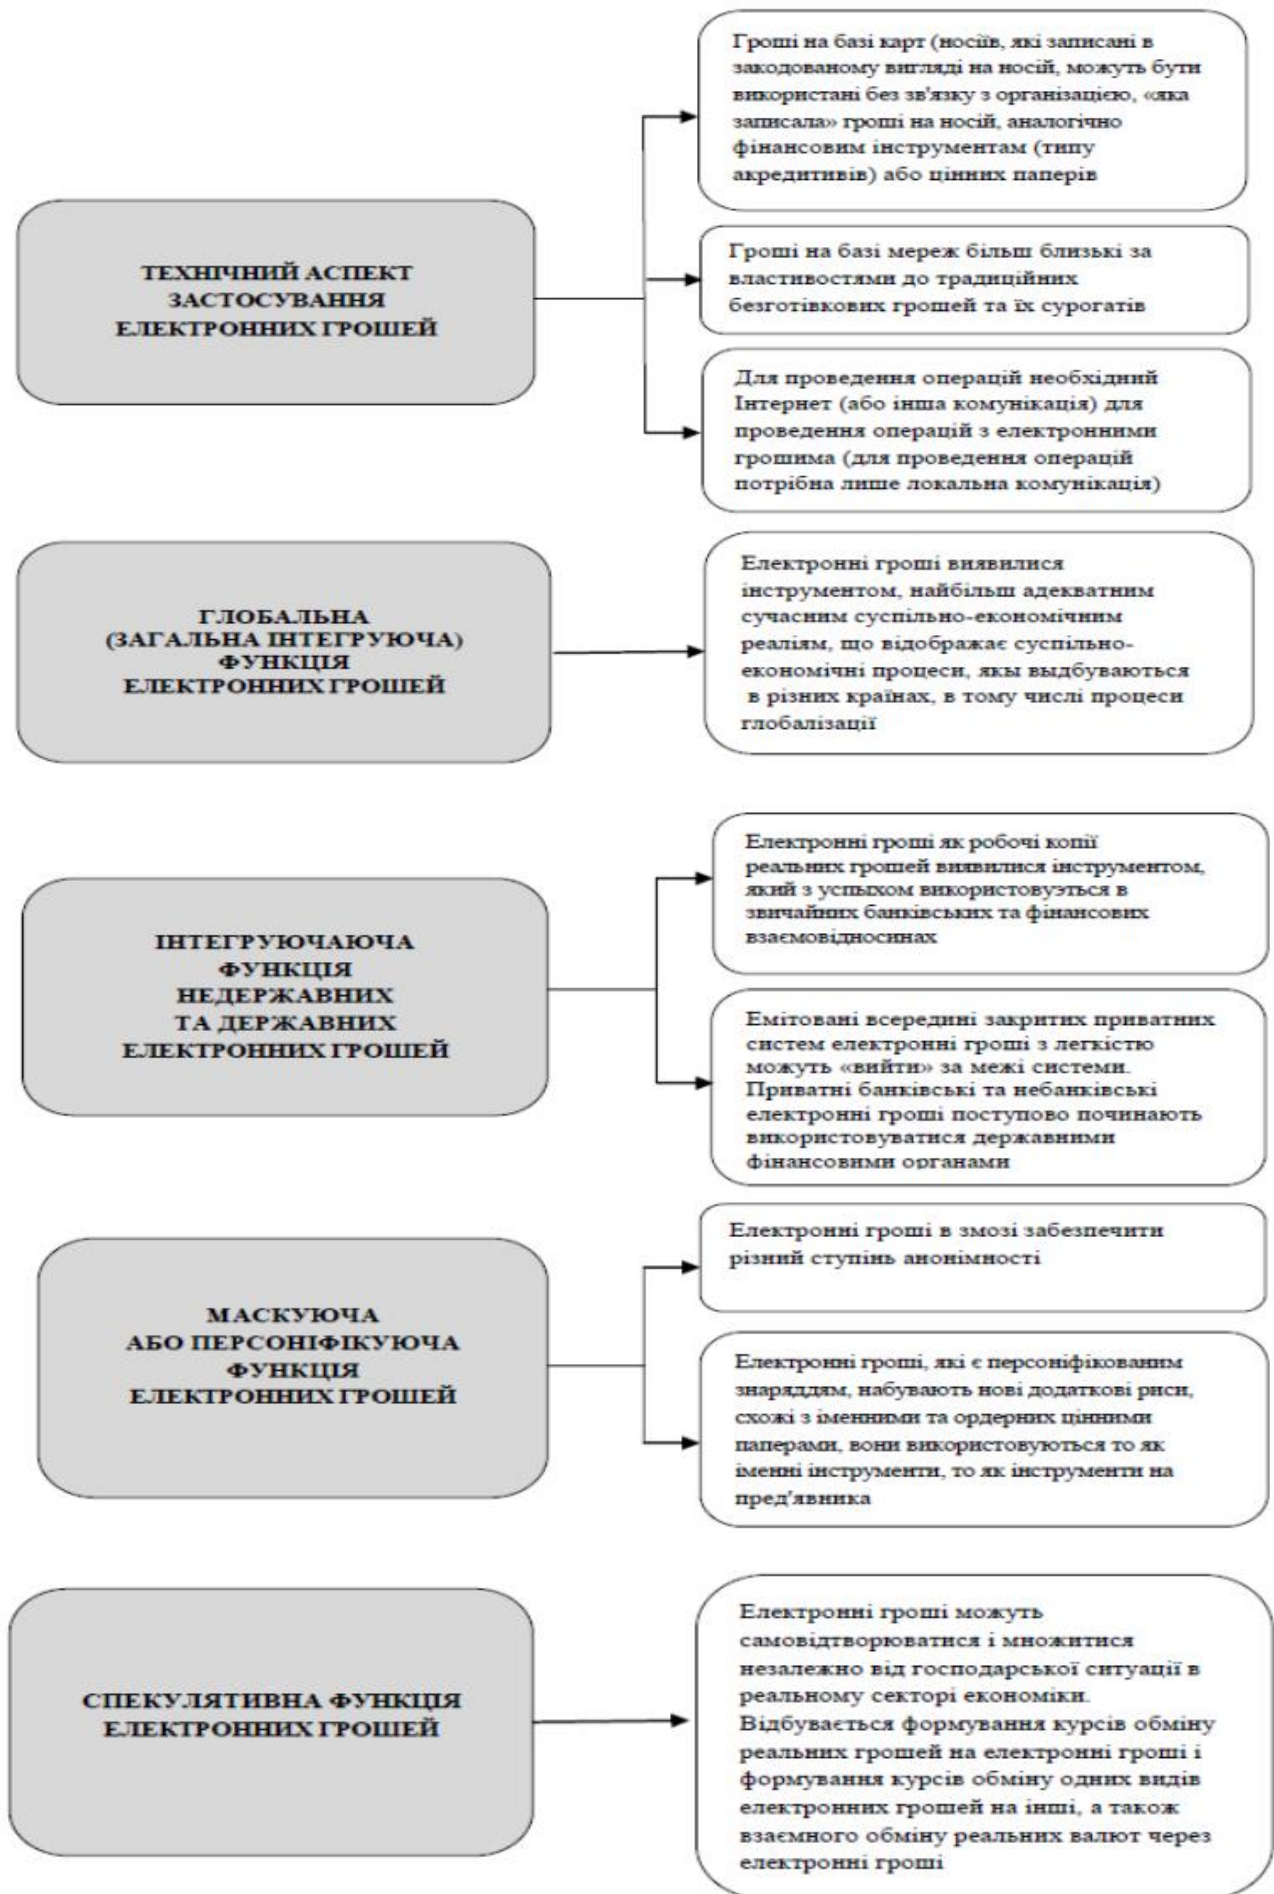 Гроші на базі карт (носіїв, які записані в
закодованому вигляді на носій, можуть бути
використані без зв'язку з організацією, «яка
записала» гроші на носій, аналогічно
фінансовим інструментам (типу
акредитивів) або цінних паперів
ТЕХНІЧНИЙ АСПЕКТ
ЗАСТОСУВАННЯ
ЕЛЕКТРОННИХ ГРОШЕЙ
Гроші на базі мереж більш близькі за
властивостями до традиційних
безготівкових грошей та їх сурогатів
Для проведення операцій необхідний
Інтернет (або інша комунікація) для
проведення операцій з електронними
грошима (для проведення операцій
потрібна лише локальна комунікація)
ГЛОБАЛЬНА
(ЗАГАЛЬНА ІНТЕГРУЮЧА)
ФУНКЦІЯ
ЕЛЕКТРОННИХ ГРОШЕЙ
Електронні гроші виявилися
інструментом, найбільш адекватним
сучасним суспільно-економічним
реаліям, що відображає суспільно-
економічні процеси, якы выдбуваються
в різних країнах, в тому числі процеси
глобалізації
ІНТЕГРУЮЧАЮЧА
ФУНКЦІЯ
НЕДЕРЖАВНИХ
ТА ДЕРЖАВНИХ
ЕЛЕКТРОННИХ ГРОШЕЙ
Електронні гроші як робочі копії
реальних грошей виявилися інструментом,
який з успыхом використовуэться в
звичайних банківських та фінансових
взаємовідносинах
Емітовані всередині закритих приватних
систем електронні гроші з легкістю
можуть «вийти» за межі системи.
Приватні банківські та небанківські
електронні гроші поступово починають
використовуватися державними
фінансовими органами
МАСКУЮЧА
АБО ПЕРСОНІФІКУЮЧА
ФУНКЦІЯ
ЕЛЕКТРОННИХ ГРОШЕЙ
Електронні гроші в змозі забезпечити
різний ступінь анонімності
Електронні гроші, які є персоніфікованим
знаряддям, набувають нові додаткові риси,
схожі з іменними та ордерних цінними
паперами, вони використовуються то як
іменні інструменти, то як інструменти на
пред'явника
СПЕКУЛЯТИВНА ФУНКЦІЯ
ЕЛЕКТРОННИХ ГРОШЕЙ
Електронні гроші можуть
самовідтворюватися і множитися
незалежно від господарської ситуації в
реальному секторі економіки.
Відбувається формування курсів обміну
реальних грошей на електронні гроші і
формування курсів обміну одних видів
електронних грошей на інші, а також
взаємного обміну реальних валют через
електронні гроші